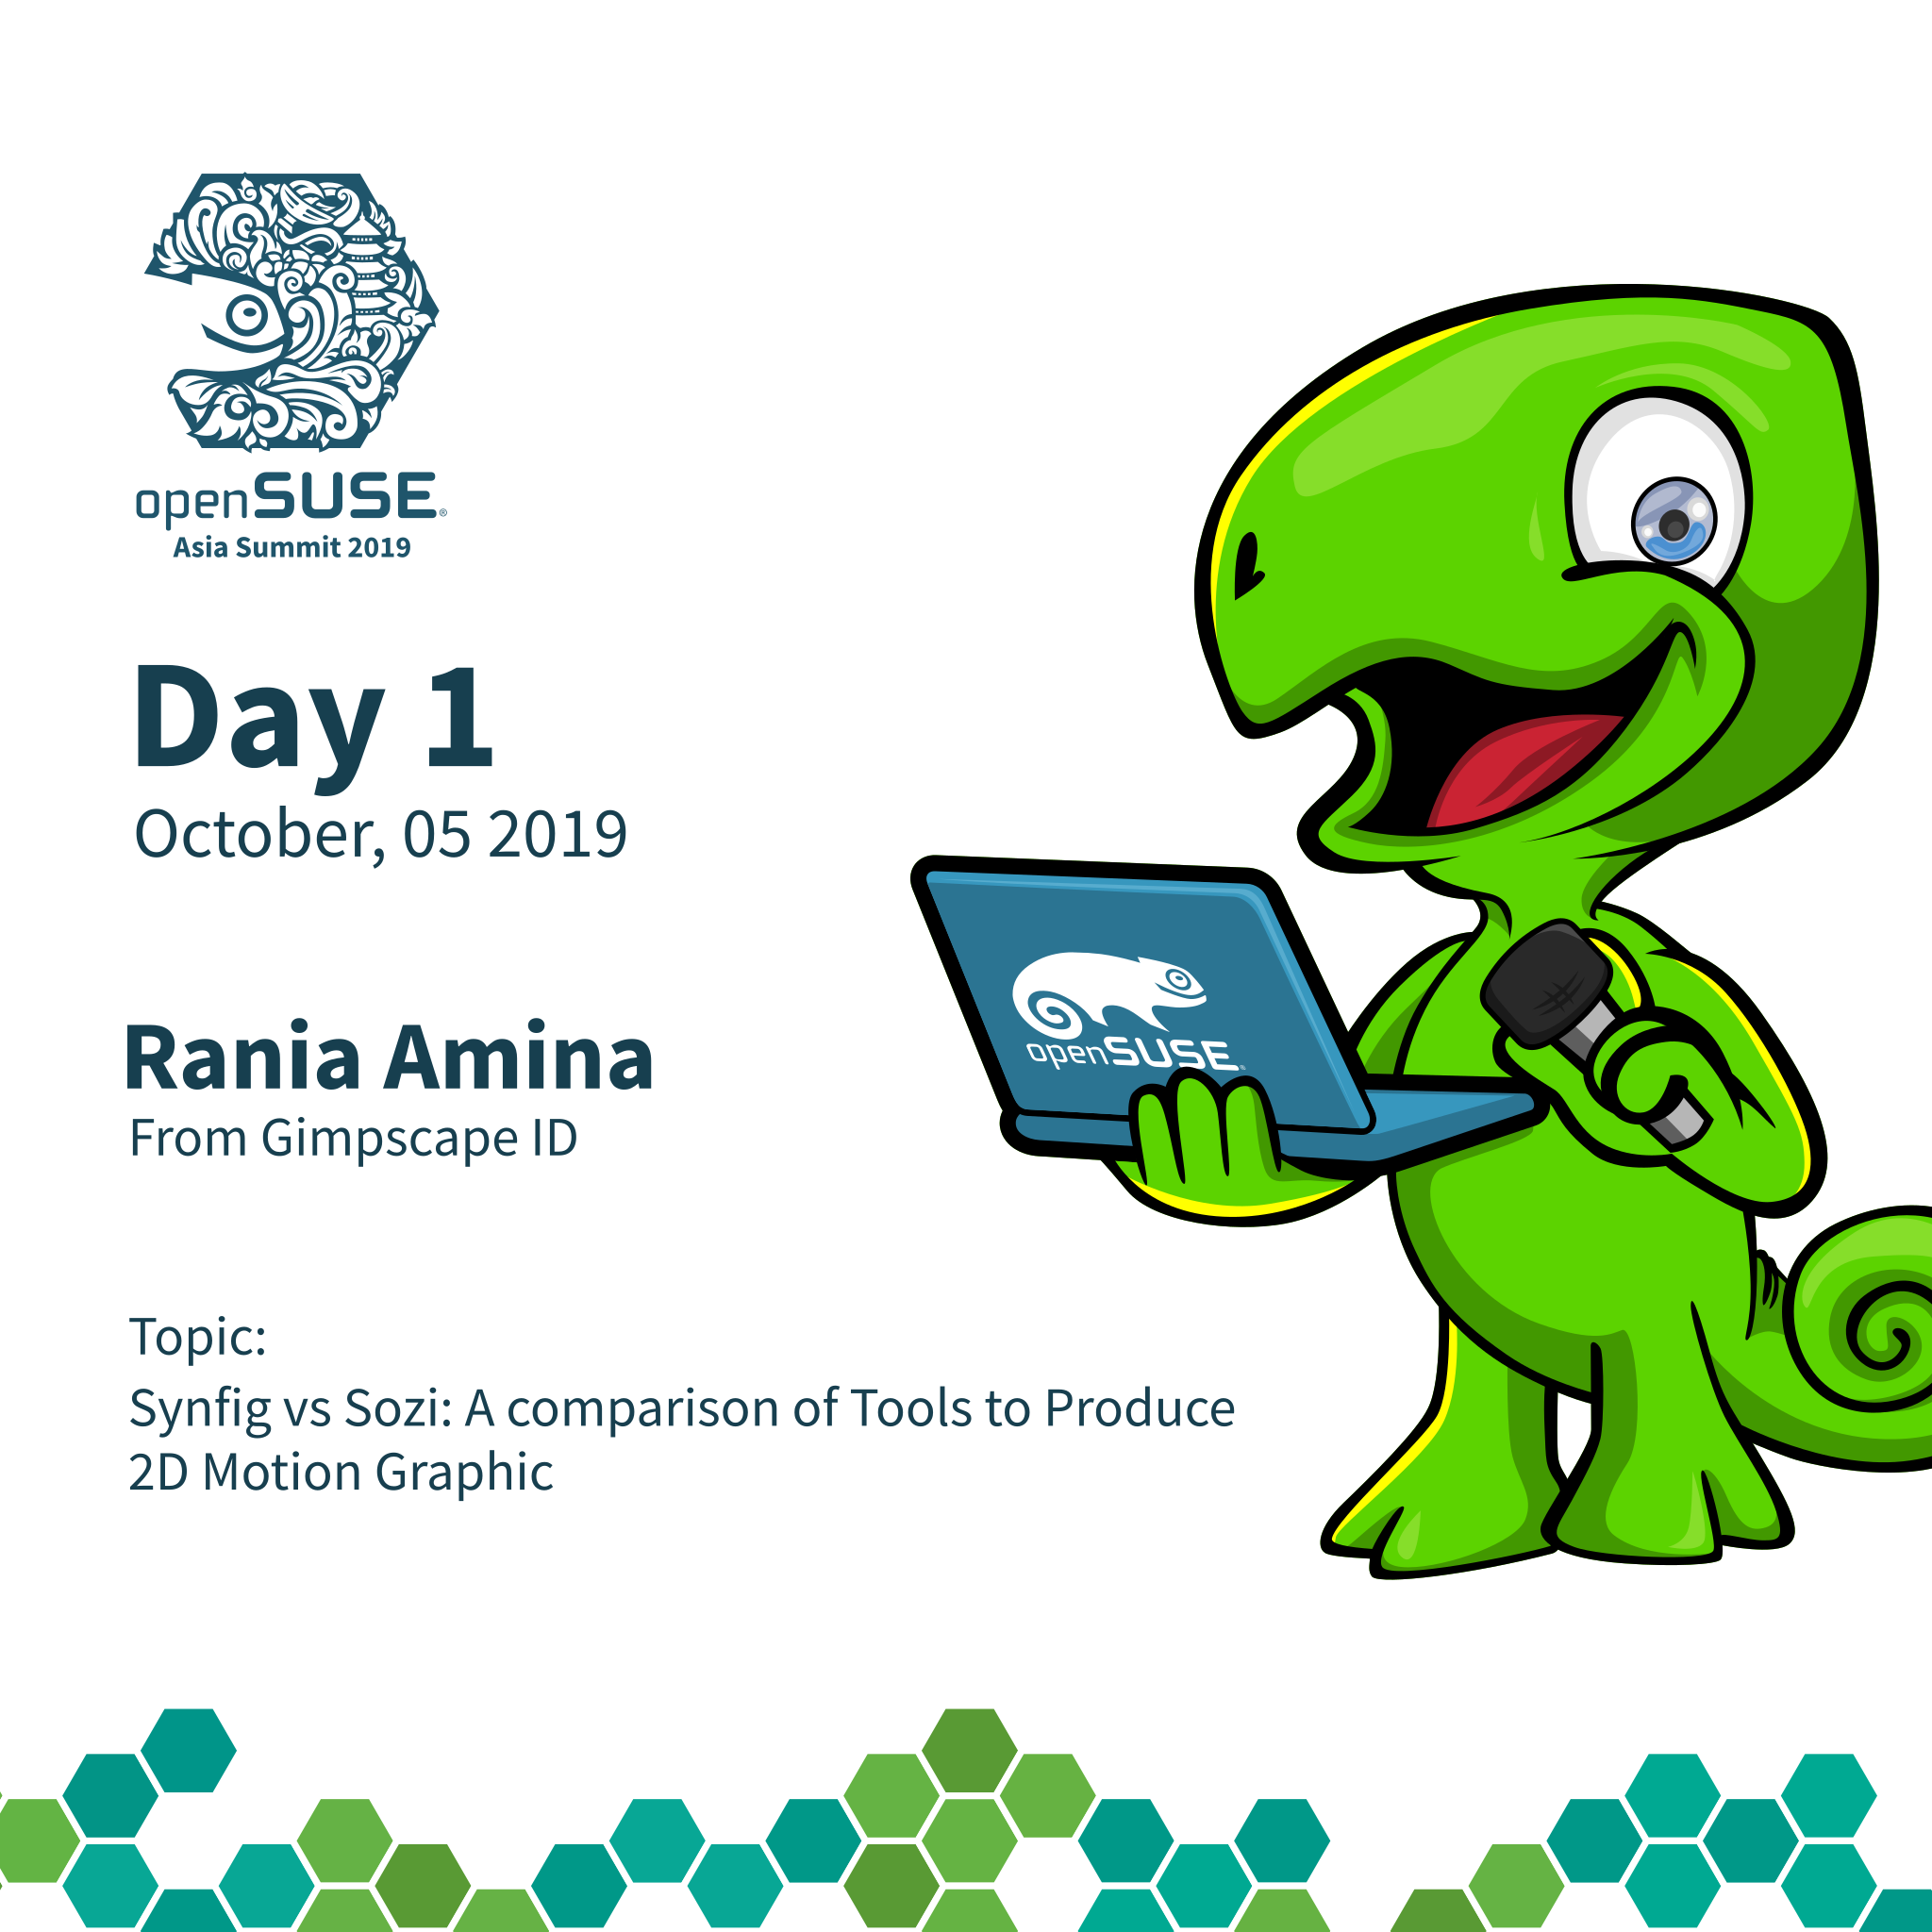 openSUSE®
Asia Summit 2019
Day 1
October, 05 2019
Rania Amina
From Gimpscape ID
Topic:
Synfig vs Sozi: A comparison of Tools to Produce
2D Motion Graphic
openSUSE